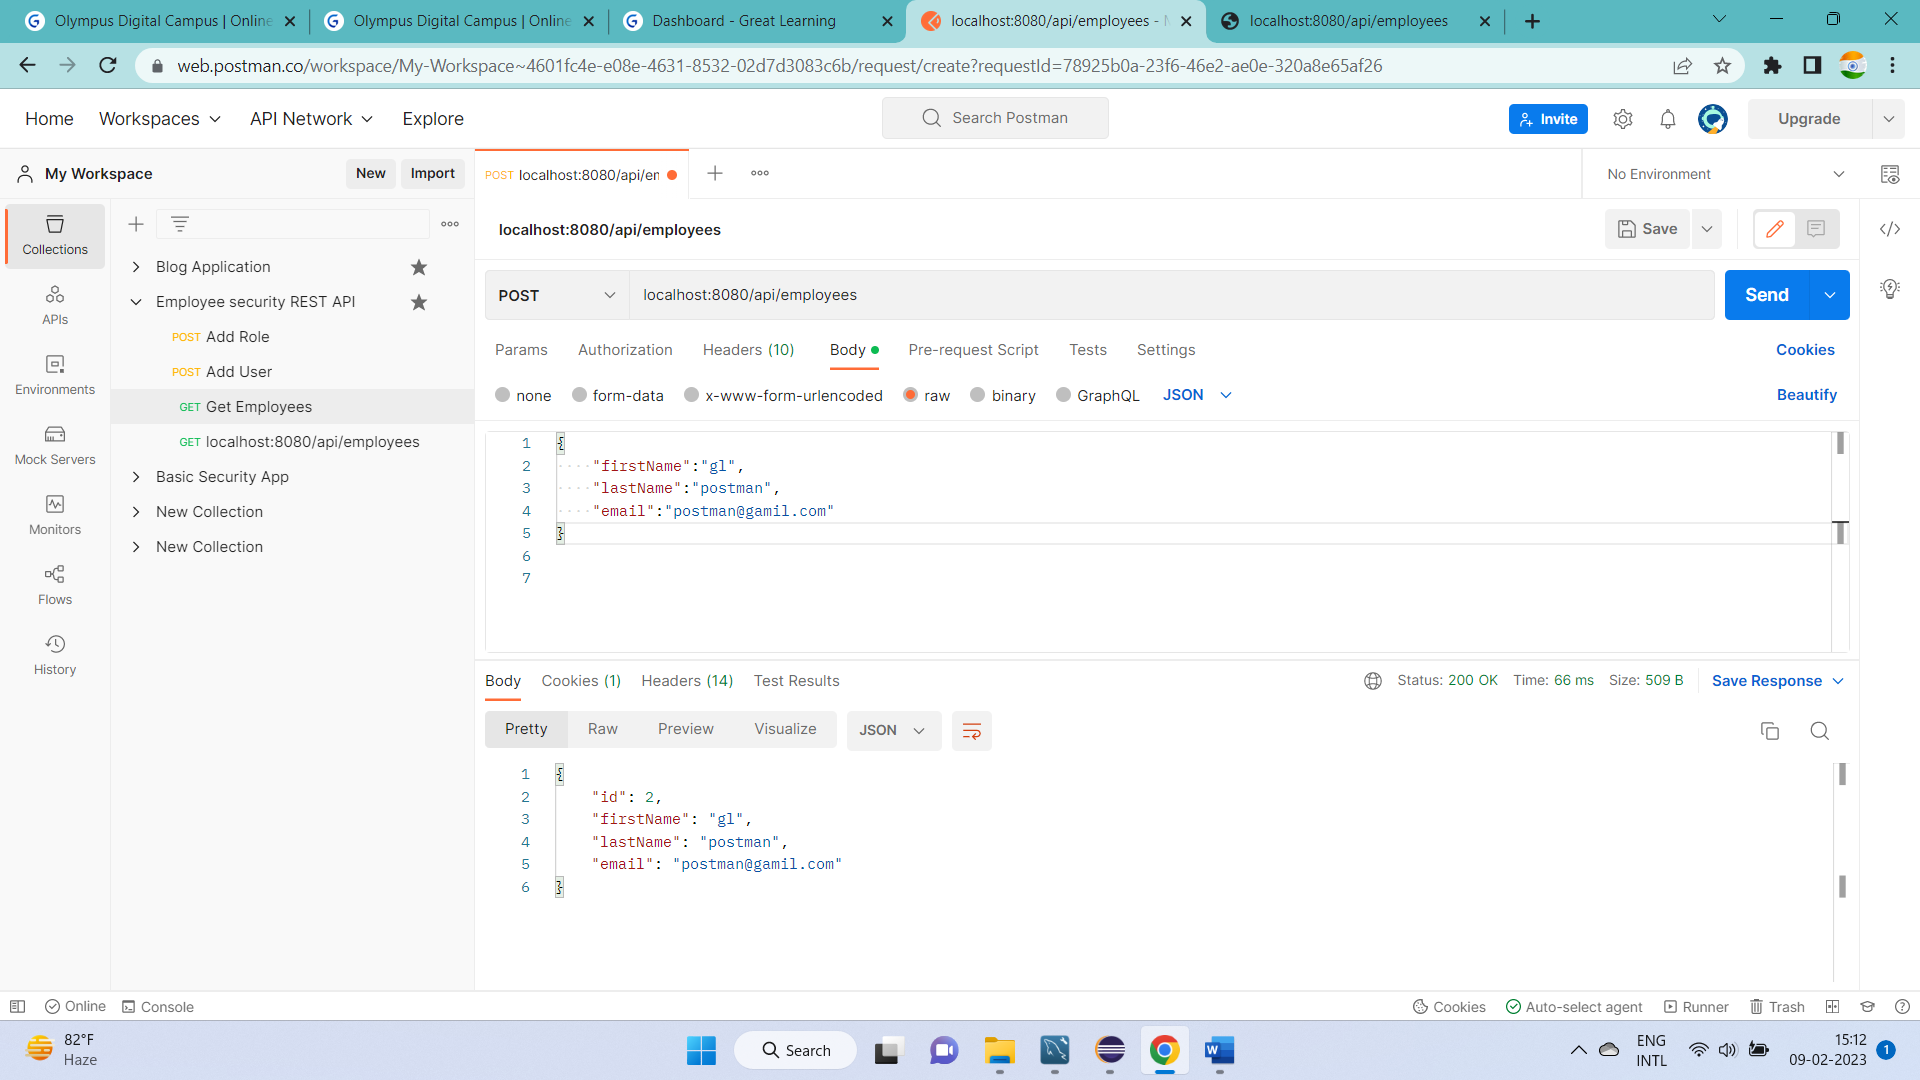 Olympus Digital Campus | Online
Olympus Digital Campus | Online
Dashboard - Great Learning
localhost:8080/api/employees - M
localhost:8080/api/employees
web.postman.co/workspace/My-Workspace~4601fc4e-e08e-4631-8532-02d7d3083c6b/request/create?requestId=78925b0a-23f6-46e2-ae0e-320a8e65af26
Home Workspaces API Network Explore
Search Postman
Invite
Upgrade
My Workspace
New
Import
POST localhost:8080/api/en
No Environment
Collections
APIs
Environments
Mock Servers
Monitors
Flows
History
Blog Application
Employee security REST API
POST Add Role
POST Add User
GET Get Employees
GET localhost:8080/api/employees
Basic Security App
New Collection
New Collection
localhost:8080/api/employees
Save
POST localhost:8080/api/employees
Send
Params Authorization Headers (10) Body Pre-request Script Tests Settings
Cookies
none form-data x-www-form-urlencoded raw binary GraphQL JSON
Beautify
1 {
2 "firstName":"gl",
3 "lastName":"postman",
4 "email":"postman@gamil.com"
5 }
6
7
Body Cookies (1) Headers (14) Test Results
Status: 200 OK Time: 66 ms Size: 509 B Save Response
Pretty Raw Preview Visualize JSON
1 {
2 "id": 2,
3 "firstName": "gl",
4 "lastName": "postman",
5 "email": "postman@gamil.com"
6 }
Online Console
Cookies Auto-select agent Runner Trash
82°F
Haze
Search
ENG
INTL
15:12
09-02-2023
1